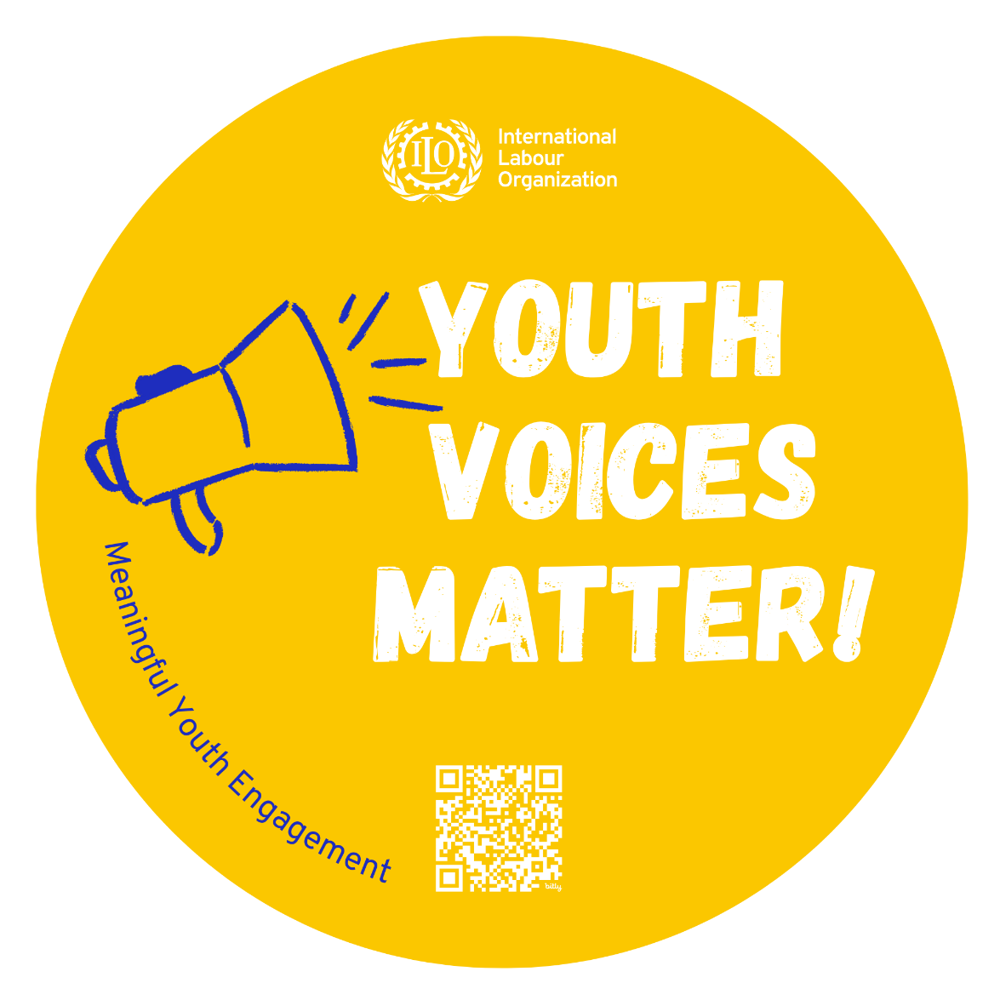 ILO
International
Labour
Organization
YOUTH
VOICES
MATTER!
Meaningful Youth Engagement
bitly